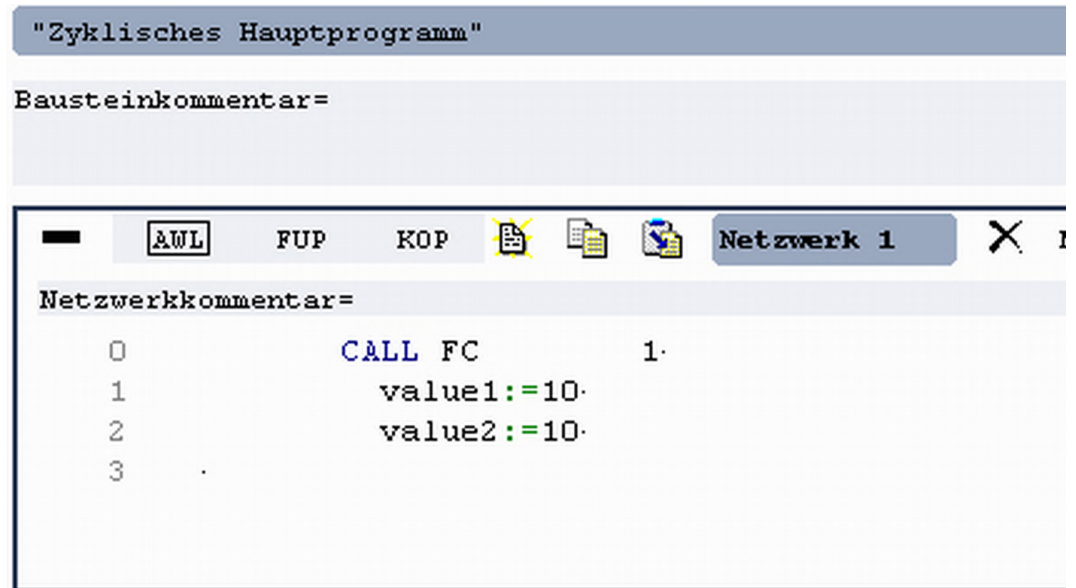 "Zyklisches Hauptprogramm"
Bausteinkommentar=
AWL FUP KOP Netzwerk 1
Netzwerkkommentar=
0 CALL FC 1
1 value1:=10
2 value2:=10
3